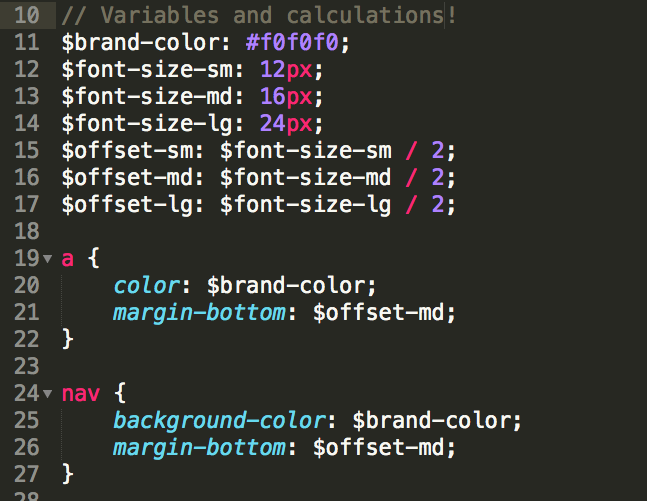 10 // Variables and calculations!
11 $brand-color: #f0f0f0;
12 $font-size-sm: 12px;
13 $font-size-md: 16px;
14 $font-size-lg: 24px;
15 $offset-sm: $font-size-sm / 2;
16 $offset-md: $font-size-md / 2;
17 $offset-lg: $font-size-lg / 2;
18
19 a {
20     color: $brand-color;
21     margin-bottom: $offset-md;
22 }
23
24 nav {
25     background-color: $brand-color;
26     margin-bottom: $offset-md;
27 }
28